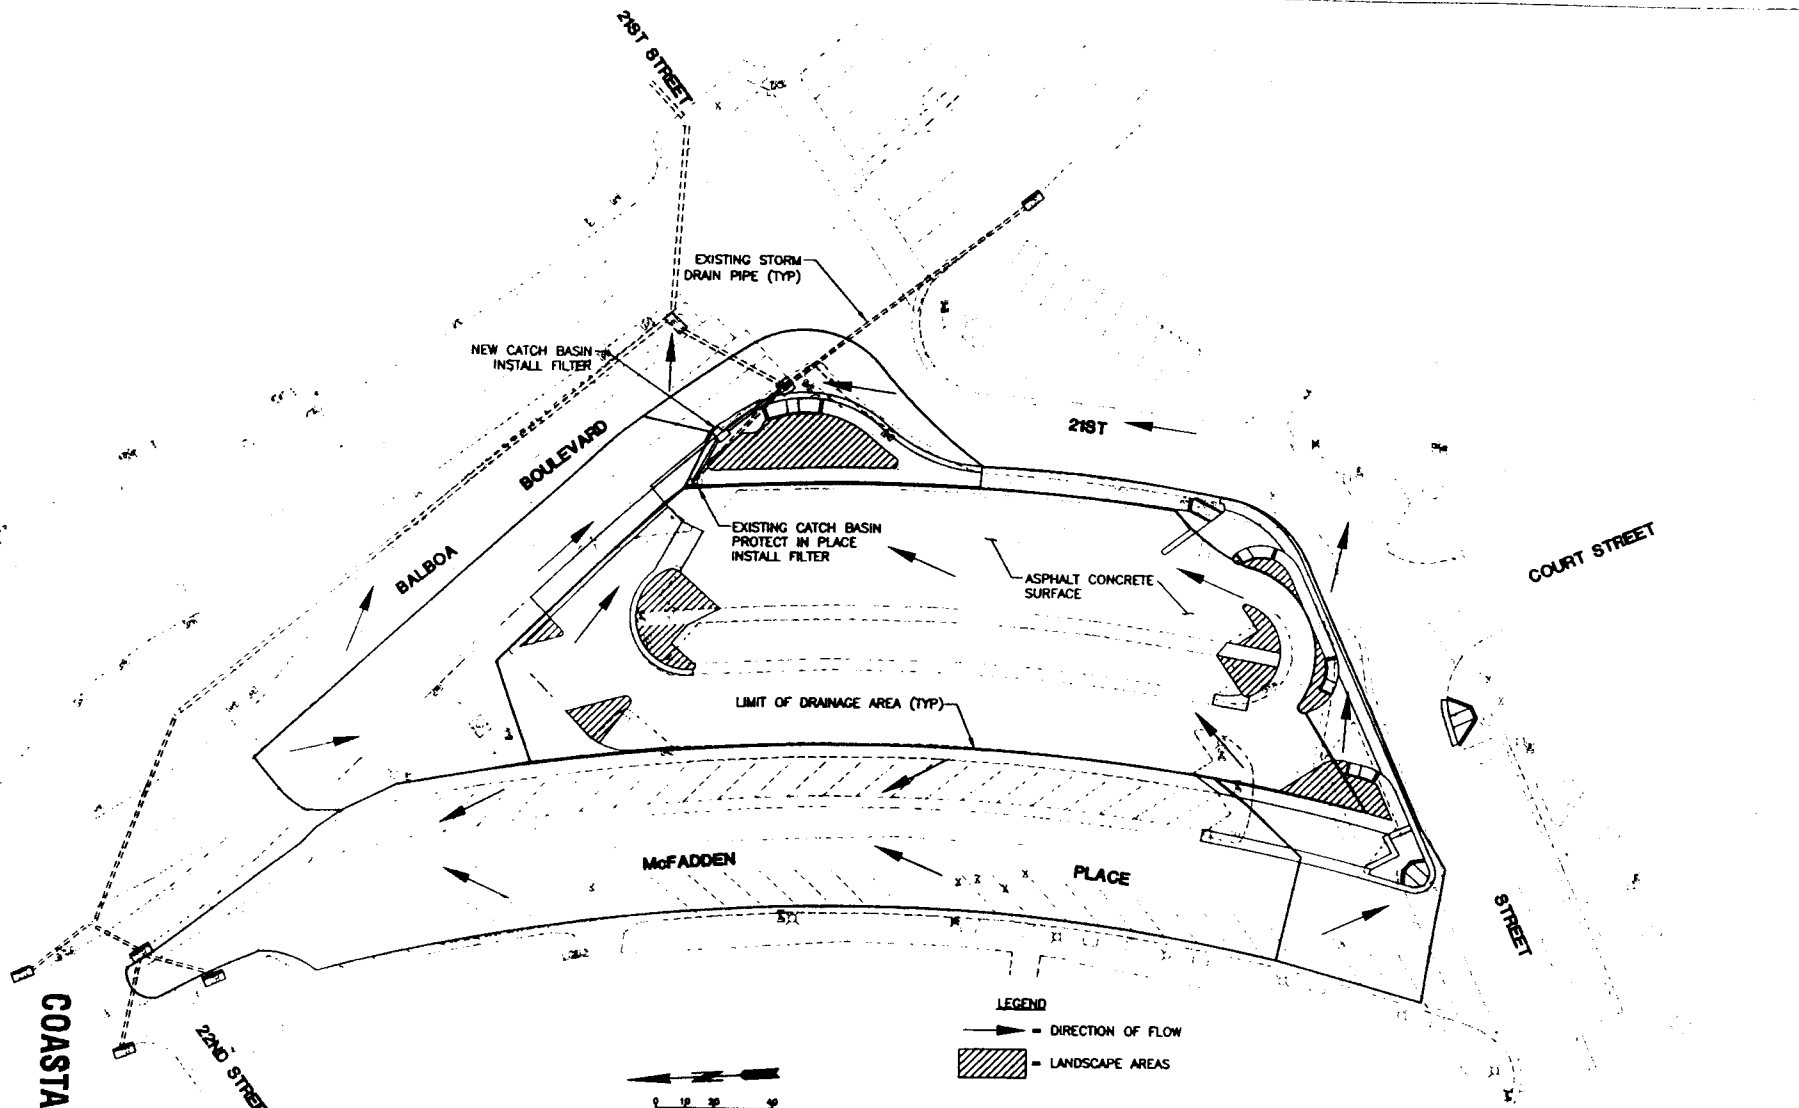 21ST STREET
EXISTING STORM
DRAIN PIPE (TYP)
NEW CATCH BASIN
INSTALL FILTER
21ST
BALBOA
BOULEVARD
EXISTING CATCH BASIN
PROTECT IN PLACE
INSTALL FILTER
ASPHALT CONCRETE
SURFACE
COURT STREET
LIMIT OF DRAINAGE AREA (TYP)
McFADDEN
PLACE
STREET
COASTA
22ND STREE
LEGEND
= DIRECTION OF FLOW
= LANDSCAPE AREAS
0 10 20 40